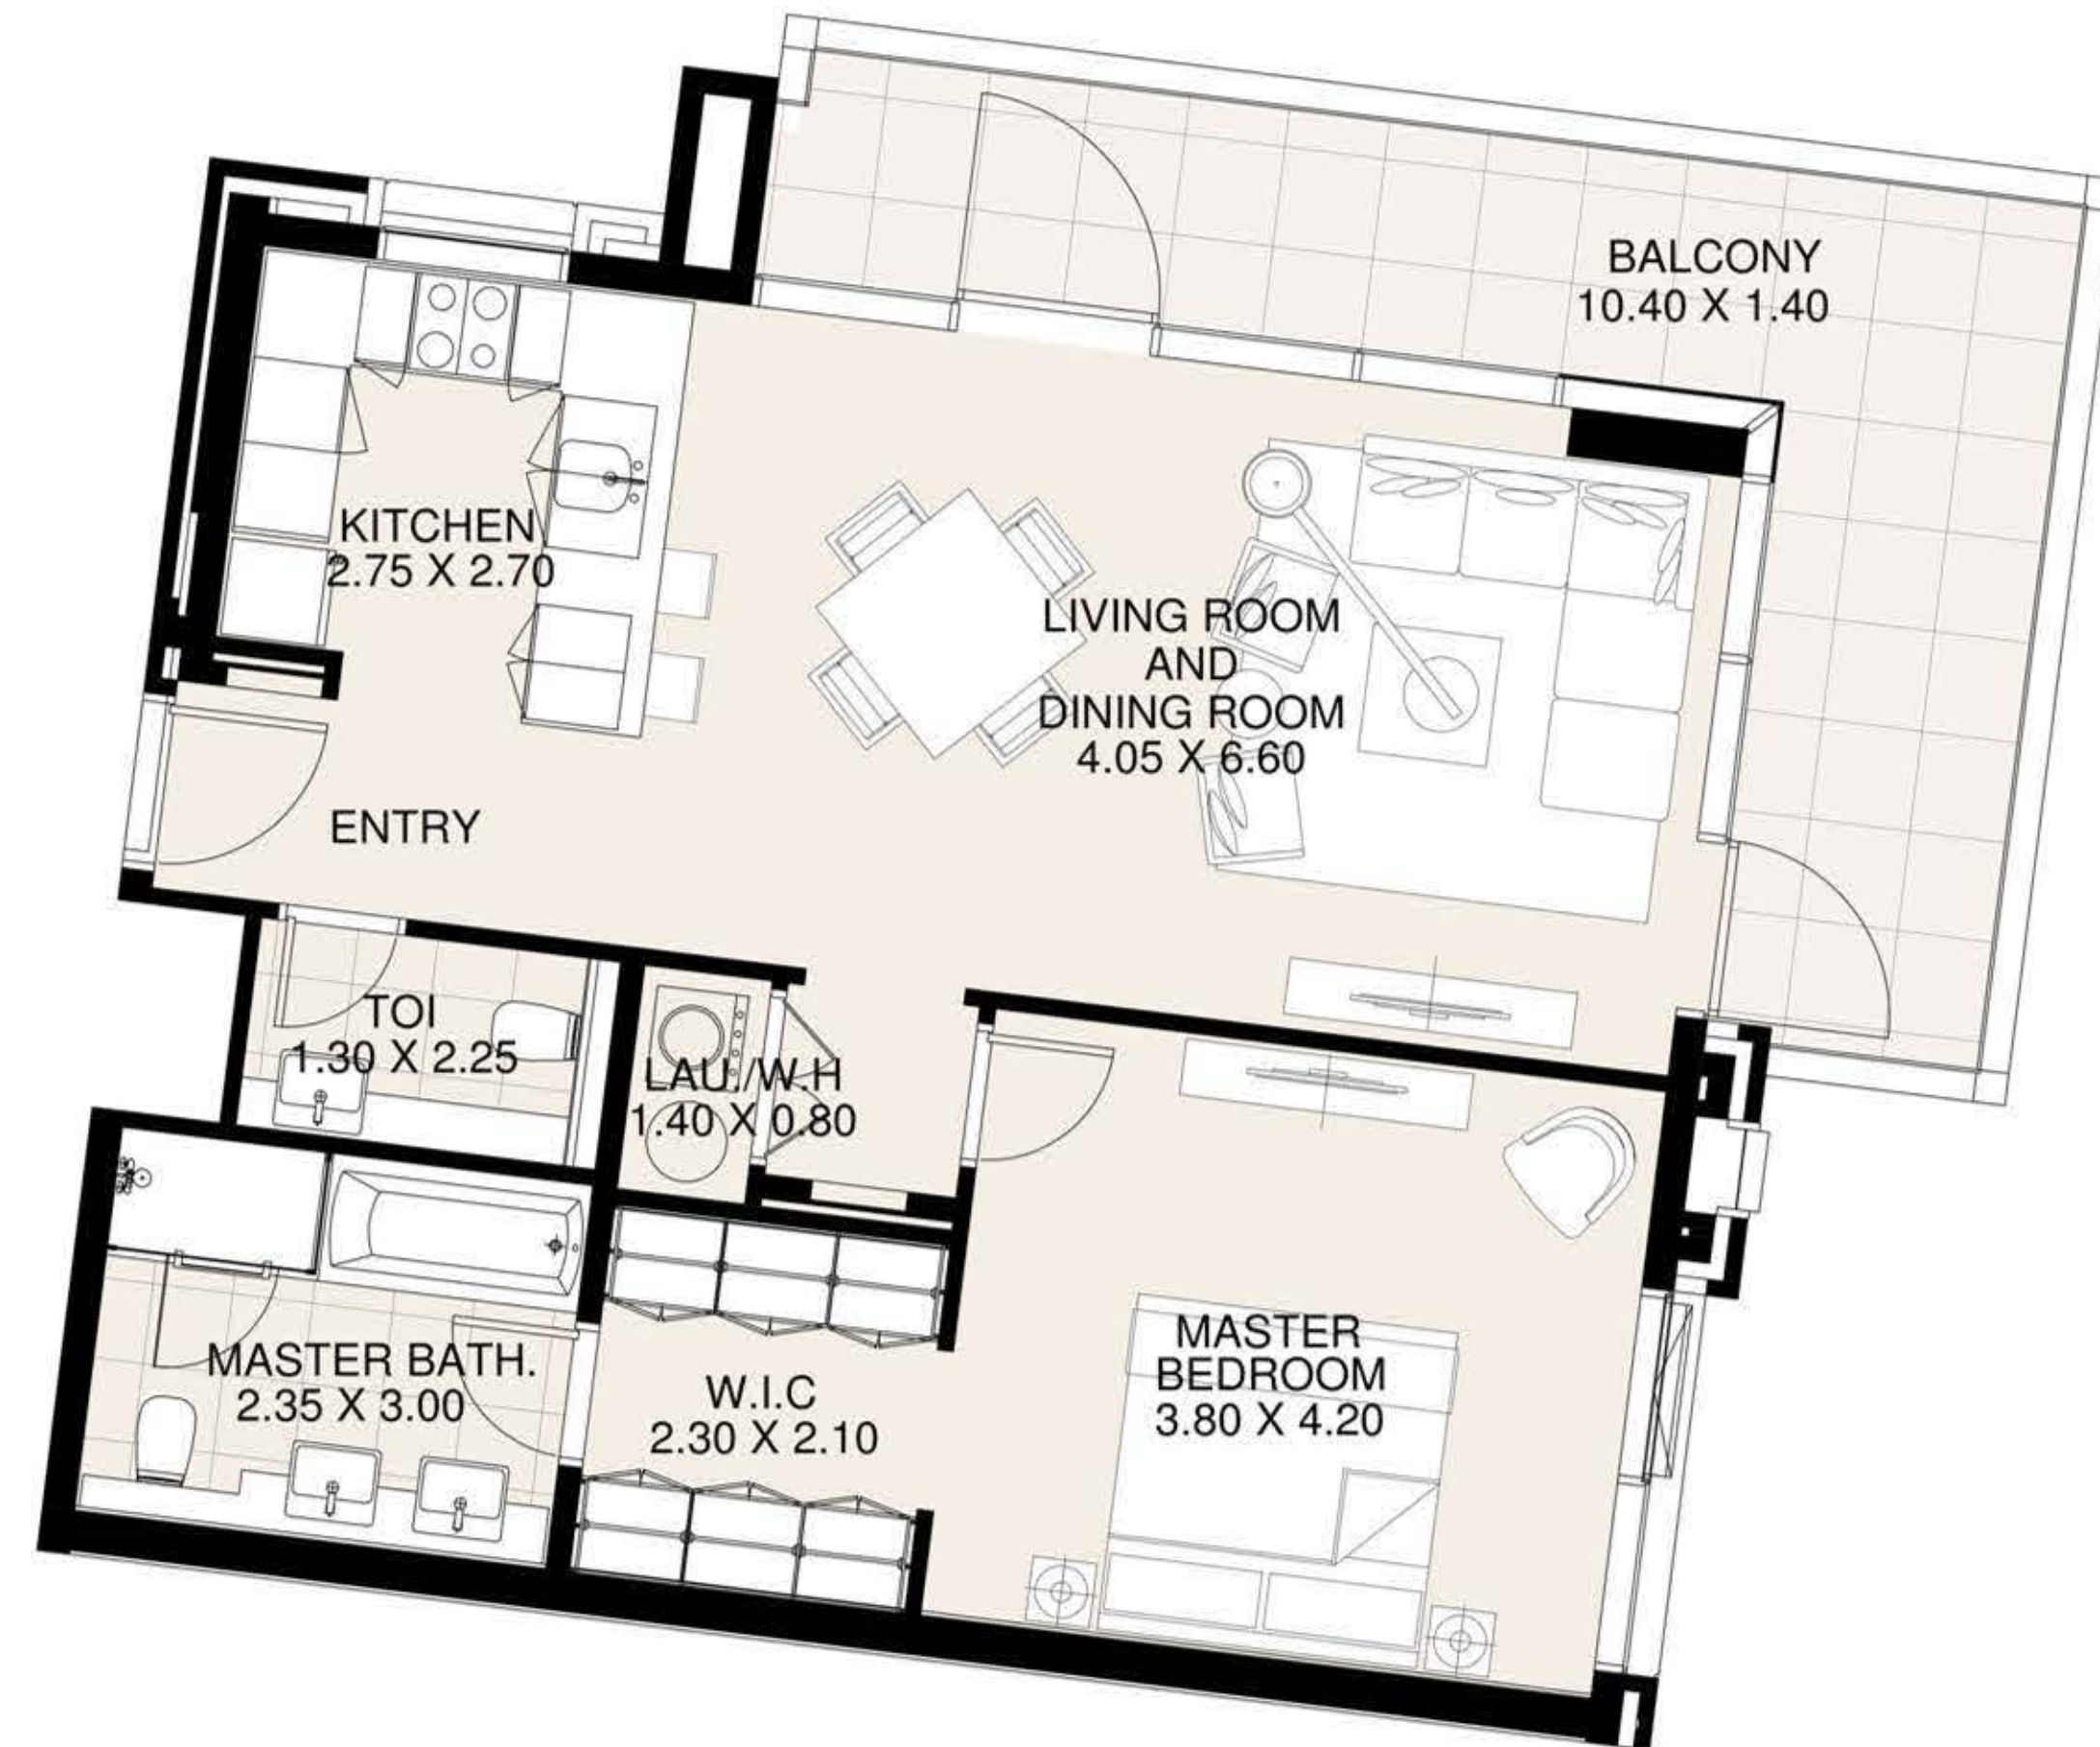 BALCONY
10.40 X 1.40
KITCHEN
2.75 X 2.70
LIVING ROOM
AND
DINING ROOM
4.05 X 6.60
ENTRY
TOI
1.30 X 2.25
LAU./W.H
1.40 X 0.80
MASTER BATH.
2.35 X 3.00
W.I.C
2.30 X 2.10
MASTER
BEDROOM
3.80 X 4.20